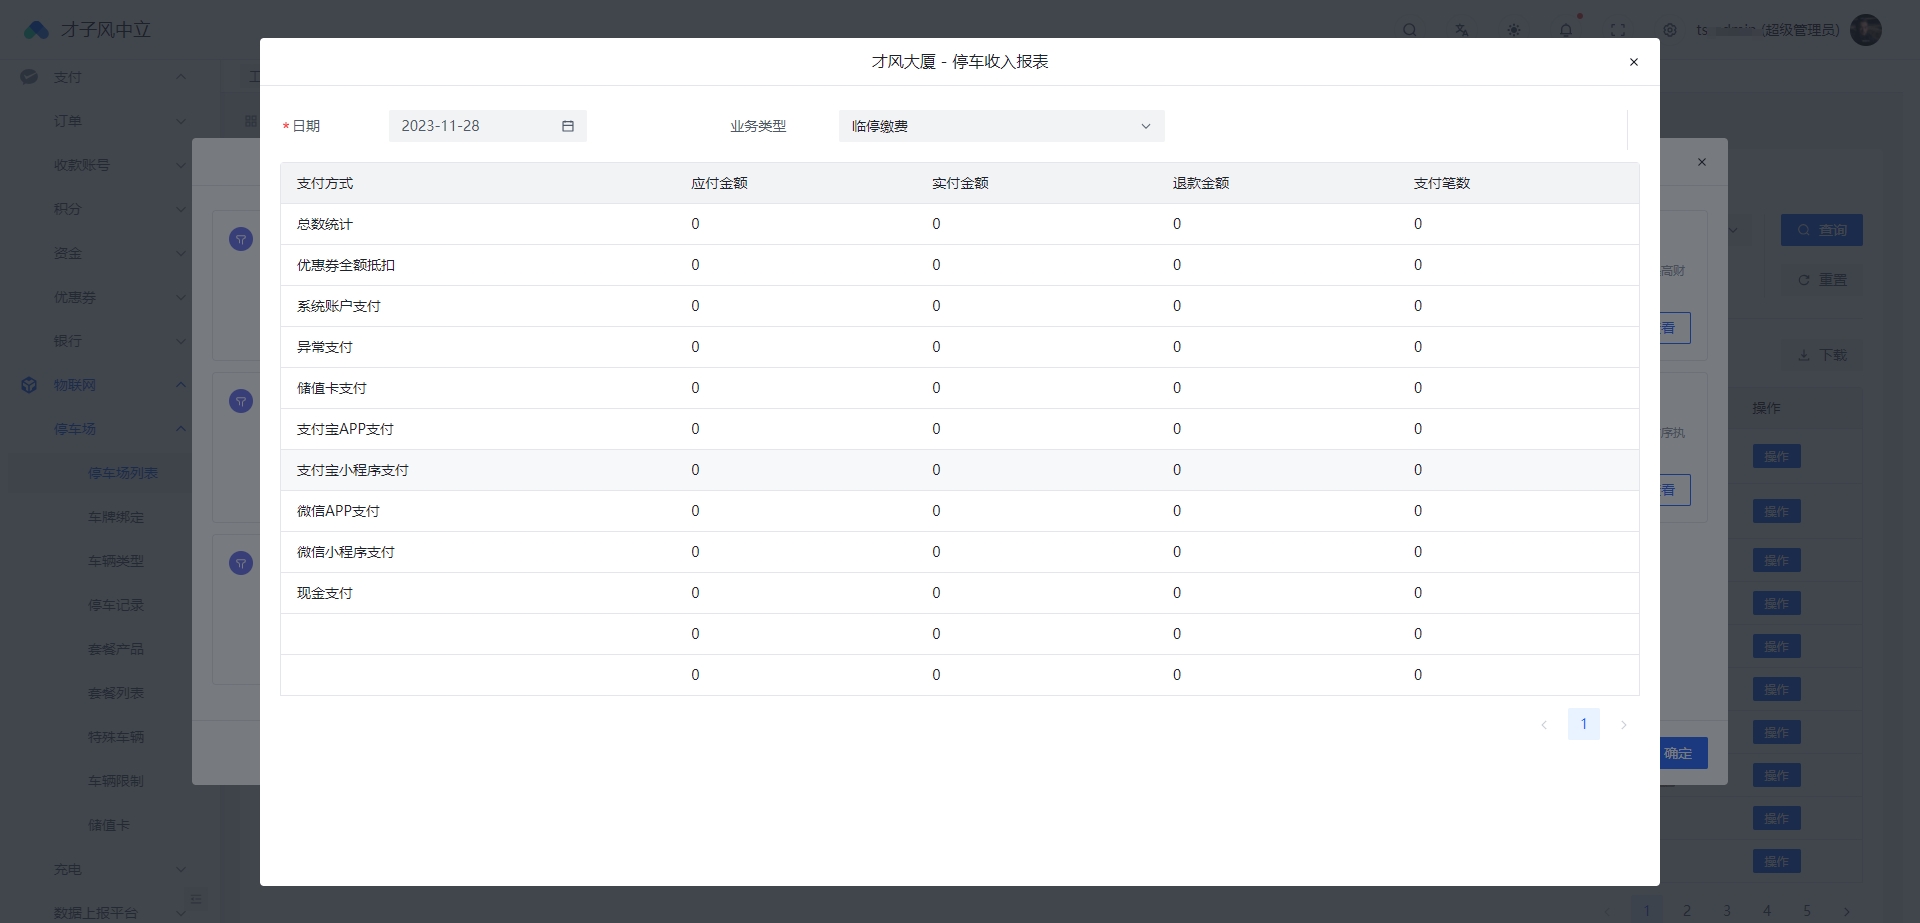 才子风中立
(超级管理员)
支付
订单
收款账号
积分
资金
优惠券
银行
物联网
停车场
停车场列表
车牌绑定
车辆类型
停车记录
套餐产品
套餐列表
特殊车辆
车辆限制
储值卡
充电
数据上报平台
才风大厦 - 停车收入报表
*日期 2023-11-28 业务类型 临停缴费
支付方式 应付金额 实付金额 退款金额 支付笔数
总数统计 0 0 0 0
优惠券全额抵扣 0 0 0 0
系统账户支付 0 0 0 0
异常支付 0 0 0 0
储值卡支付 0 0 0 0
支付宝APP支付 0 0 0 0
支付宝小程序支付 0 0 0 0
微信APP支付 0 0 0 0
微信小程序支付 0 0 0 0
现金支付 0 0 0 0
0 0 0 0
0 0 0 0
1
高财
看
序执
看
确定
查询
重置
下载
操作
操作
操作
操作
操作
操作
操作
操作
操作
操作
操作
1 2 3 4 5